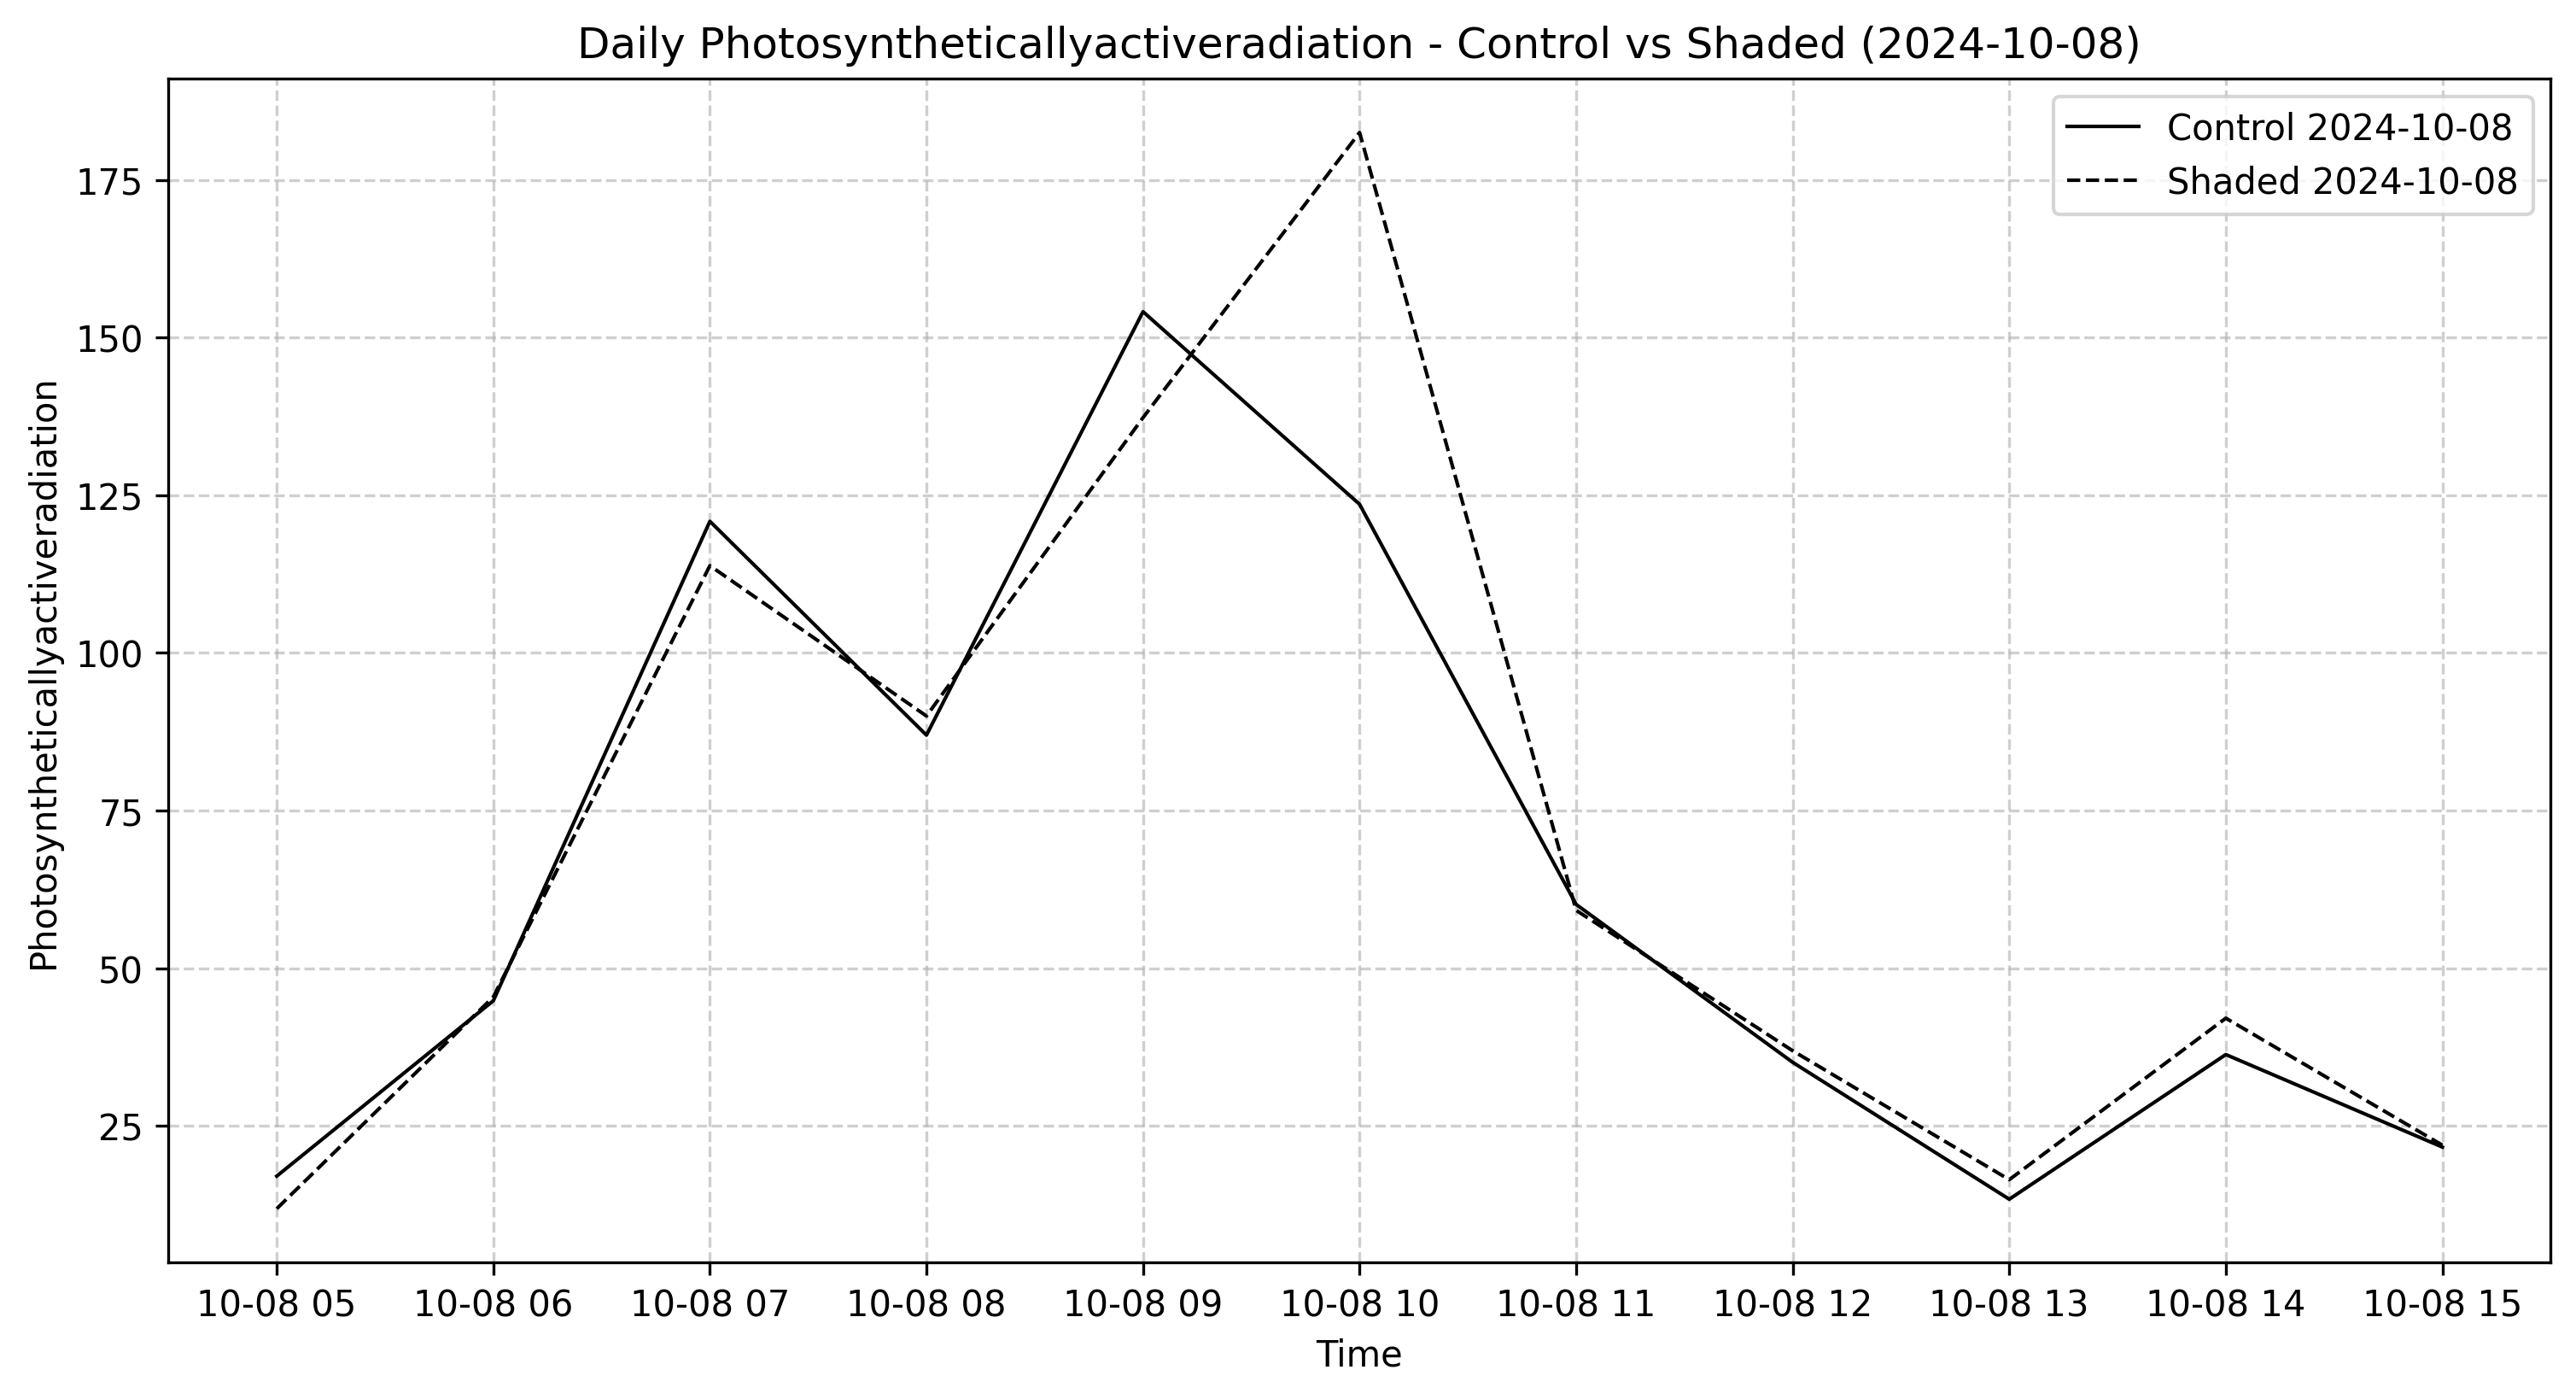 Daily Photosyntheticallyactiveradiation - Control vs Shaded (2024-10-08)
Control 2024-10-08
Shaded 2024-10-08
Photosyntheticallyactiveradiation
175
150
125
100
75
50
25
10-08 05 10-08 06 10-08 07 10-08 08 10-08 09 10-08 10 10-08 11 10-08 12 10-08 13 10-08 14 10-08 15
Time